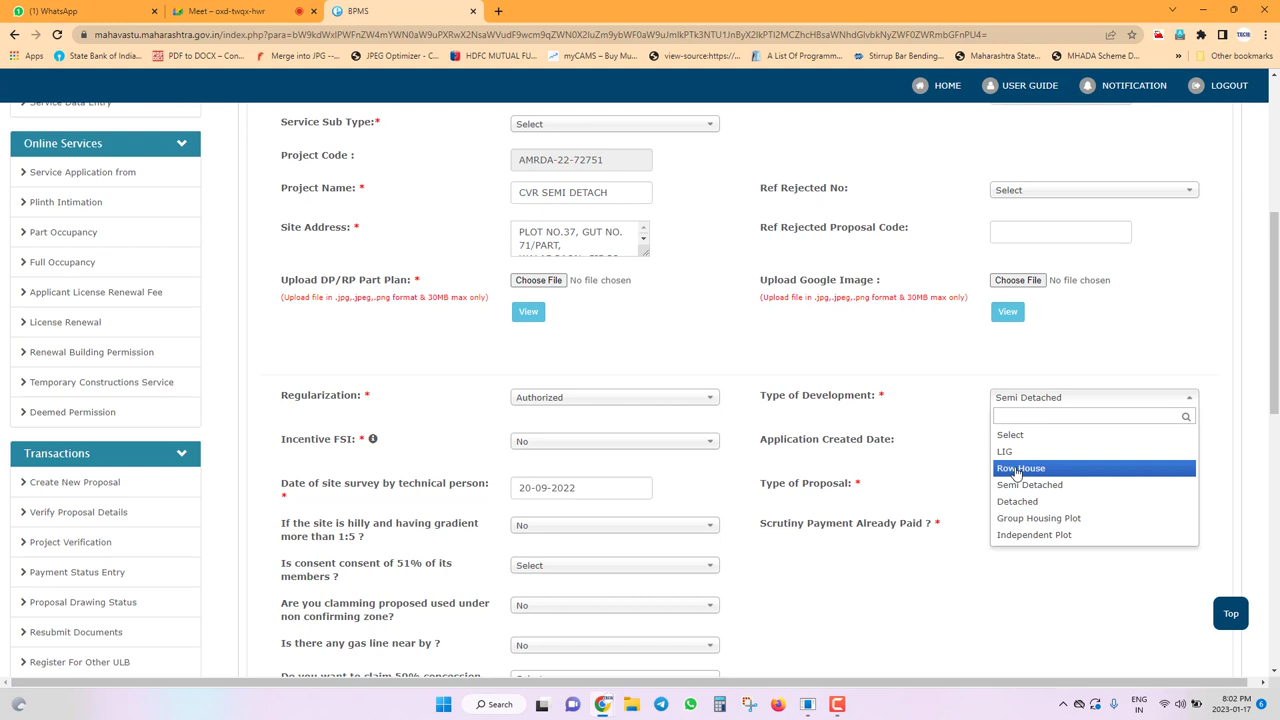 WhatsApp
Meet – oxd-twqx-hwr
BPMS
mahavastu.maharashtra.gov.in/index.php?
Apps
State Bank of India
PDF to DOCX – Con...
JPEG Optimizer - C...
HDFC MUTUAL FU...
myCAMS – Buy Mu...
view-source:https:/...
A List Of Programm...
Stirrup Bar Bending...
Maharashtra State...
MHADA Scheme D...
Merge into JPG –...
Other bookmarks
HOME
USER GUIDE
NOTIFICATION
LOGOUT
Service Data Entry
Online Services
Service Application from
Plinth Intimation
Part Occupancy
Full Occupancy
Applicant License Renewal Fee
License Renewal
Renewal Building Permission
Temporary Constructions Service
Deemed Permission
Transactions
Create New Proposal
Verify Proposal Details
Project Verification
Payment Status Entry
Proposal Drawing Status
Resubmit Documents
Register For Other ULB
Service Sub Type:*
Select
Project Code :
AMRDA-22-72751
Project Name: *
CVR SEMI DETACH
Ref Rejected No:
Select
Site Address: *
PLOT NO.37, GUT NO.
71/PART,
Ref Rejected Proposal Code:
Upload DP/RP Part Plan: *
(Upload file in .jpg,.jpeg,.png format & 30MB max only)
Choose File No file chosen
View
Upload Google Image :
(Upload file in .jpg,.jpeg,.png format & 30MB max only)
Choose File No file chosen
View
Regularization: *
Authorized
Type of Development: *
Semi Detached
Select
LIG
Row House
Semi Detached
Detached
Group Housing Plot
Independent Plot
Incentive FSI: *
No
Application Created Date:
Date of site survey by technical person:
*
20-09-2022
Type of Proposal: *
If the site is hilly and having gradient
more than 1:5 ?
No
Scrutiny Payment Already Paid ? *
Is consent consent of 51% of its
members ?
Select
Are you clamming proposed used under
non confirming zone?
No
Is there any gas line near by ?
No
Do you want to claim 50% concession
Top
Search
ENG
IN
8:02 PM
2023-01-17
6